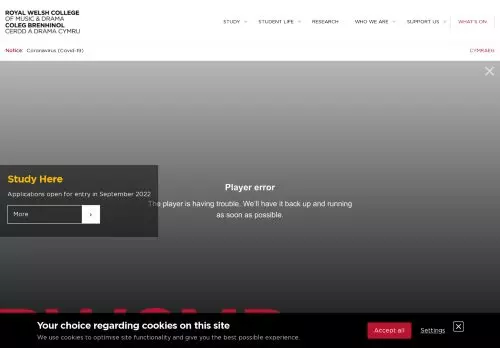 ROYAL WELSH COLLEGE
OF MUSIC & DRAMA
COLEG BRENHINOL
CERDD A DRAMA CYMRU
STUDY
STUDENT LIFE
RESEARCH
WHO WE ARE
SUPPORT US
WHAT'S ON
Notice: Coronavirus (Covid-19)
CYMRAEG
Study Here
Applications open for entry in September 2022
More
Player error
The player is having trouble. We'll have it back up and running
as soon as possible.
Your choice regarding cookies on this site
We use cookies to optimise site functionality and give you the best possible experience.
Accept all
Settings